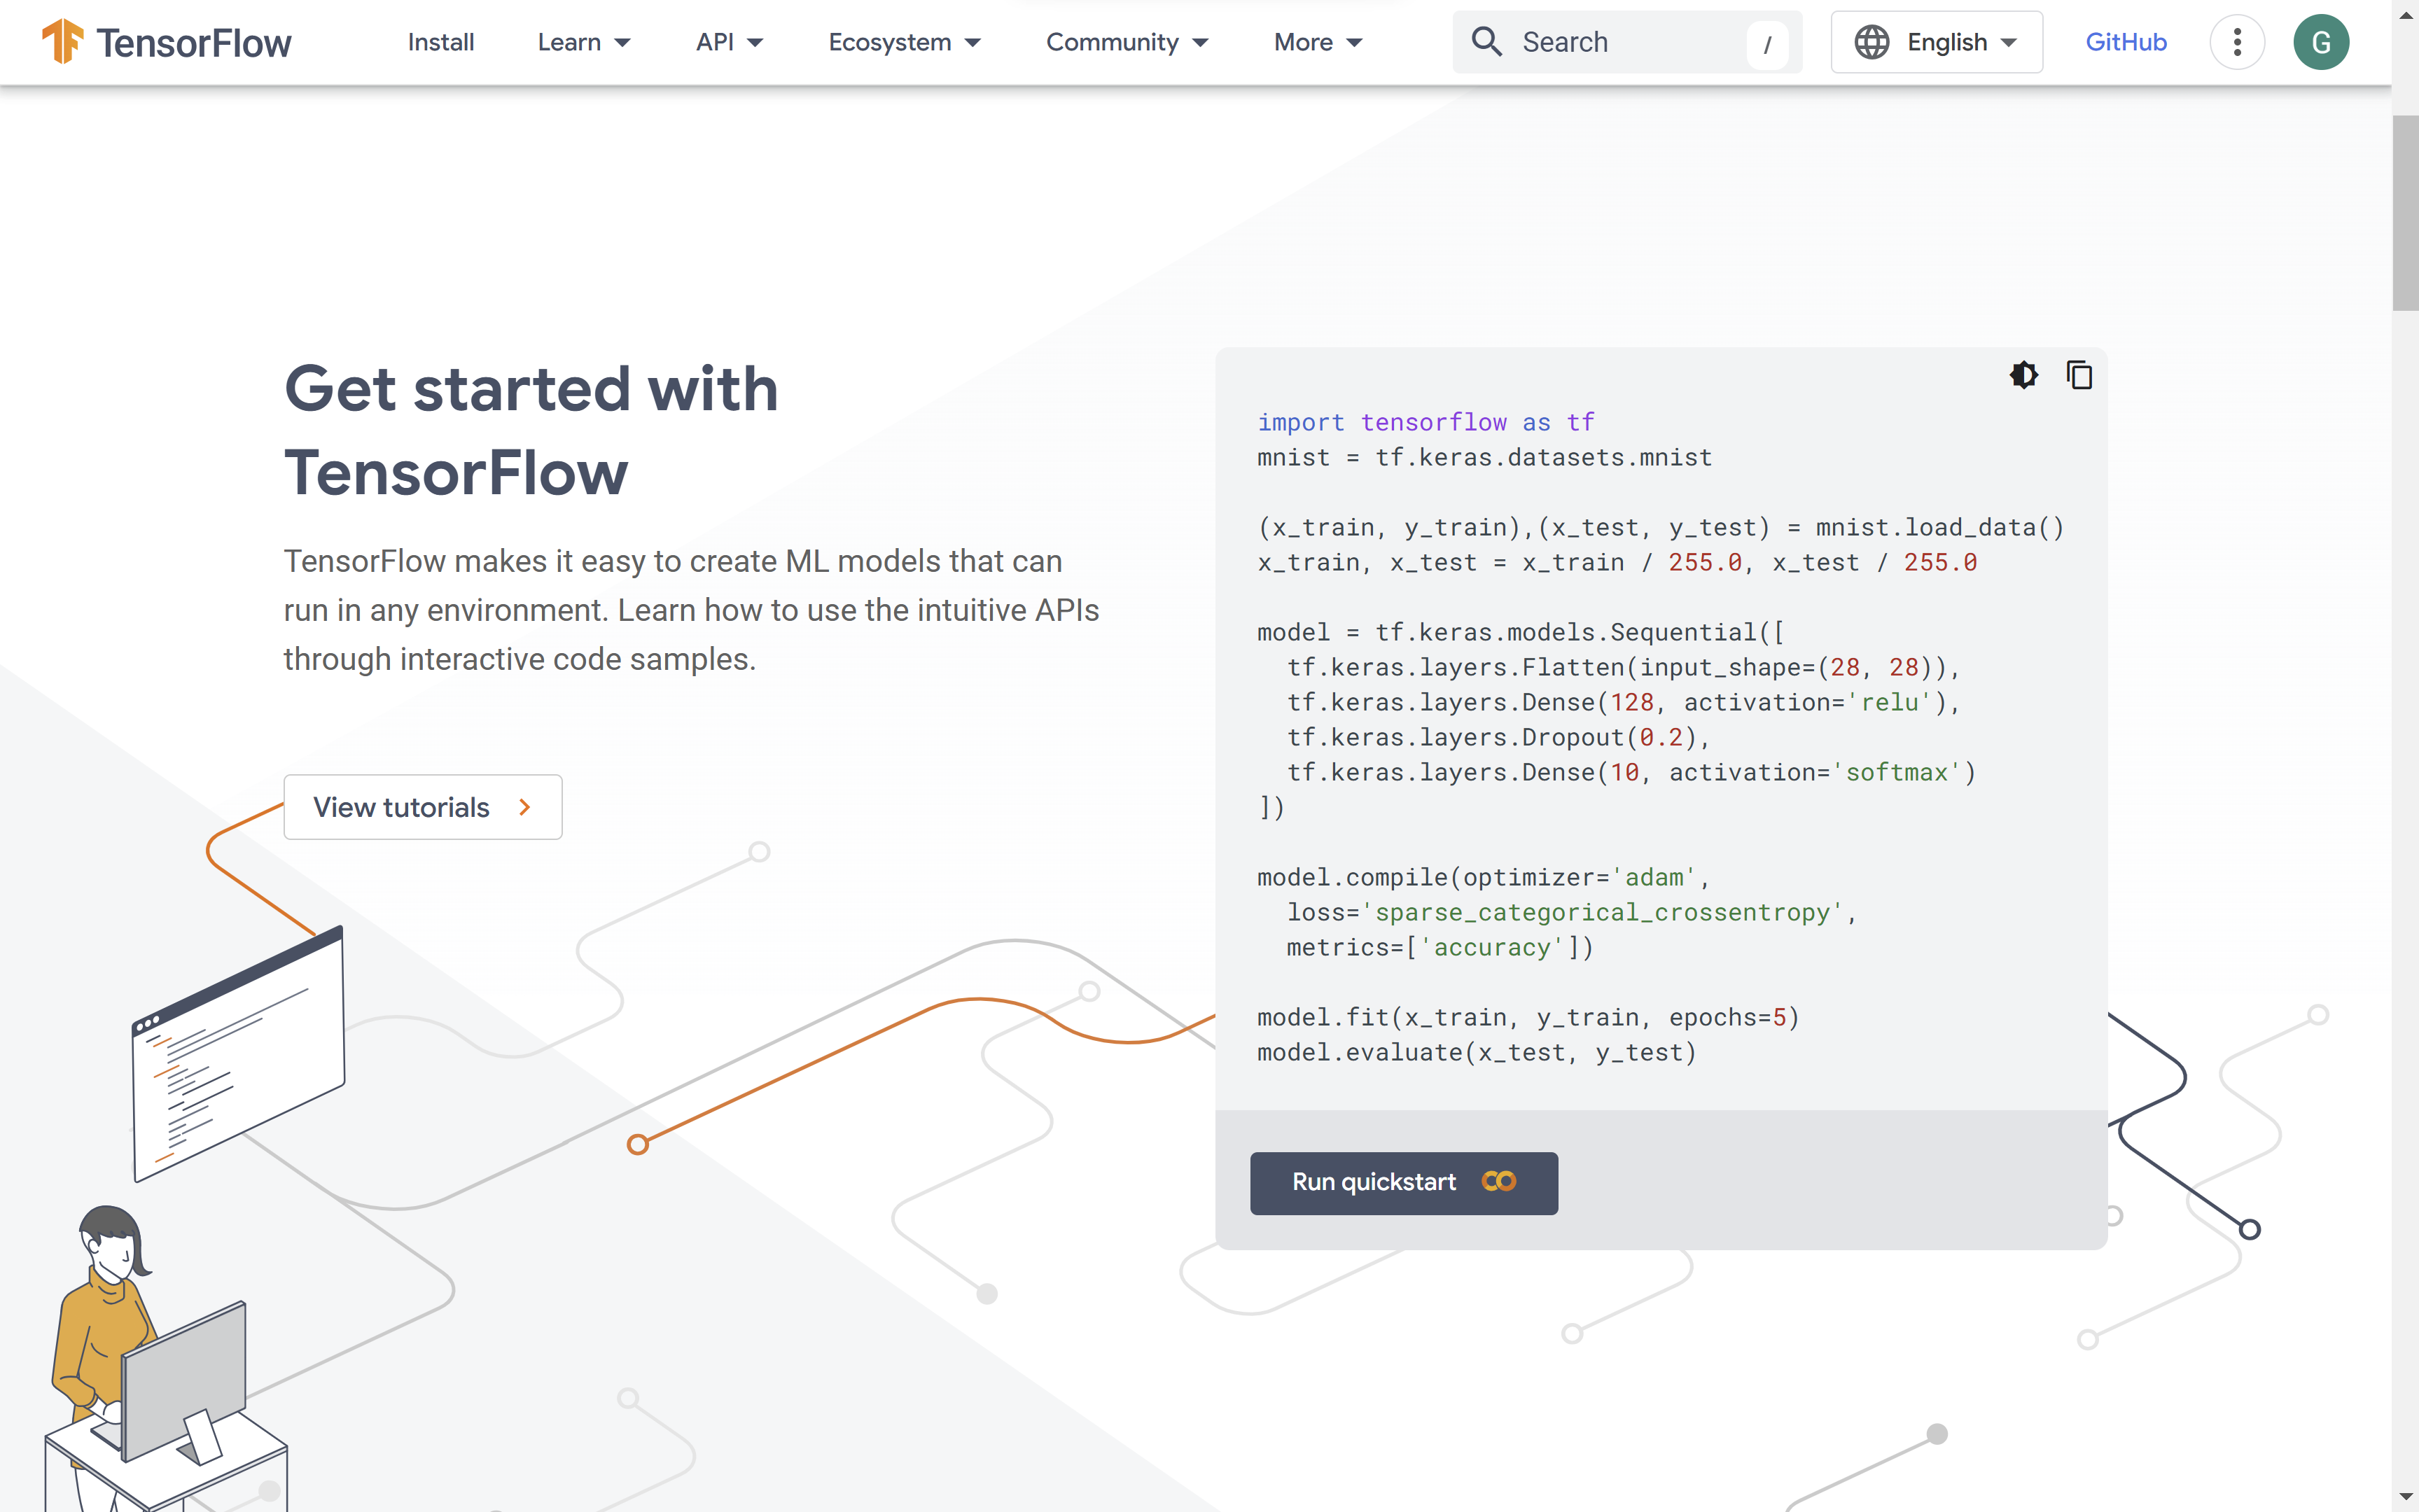 TensorFlow
Install
Learn
API
Ecosystem
Community
More
Search
/
English
GitHub
G
Get started with
TensorFlow
TensorFlow makes it easy to create ML models that can
run in any environment. Learn how to use the intuitive APIs
through interactive code samples.
View tutorials
import tensorflow as tf
mnist = tf.keras.datasets.mnist
(x_train, y_train),(x_test, y_test) = mnist.load_data()
x_train, x_test = x_train / 255.0, x_test / 255.0
model = tf.keras.models.Sequential([
  tf.keras.layers.Flatten(input_shape=(28, 28)),
  tf.keras.layers.Dense(128, activation='relu'),
  tf.keras.layers.Dropout(0.2),
  tf.keras.layers.Dense(10, activation='softmax')
])
model.compile(optimizer='adam',
  loss='sparse_categorical_crossentropy',
  metrics=['accuracy'])
model.fit(x_train, y_train, epochs=5)
model.evaluate(x_test, y_test)
Run quickstart